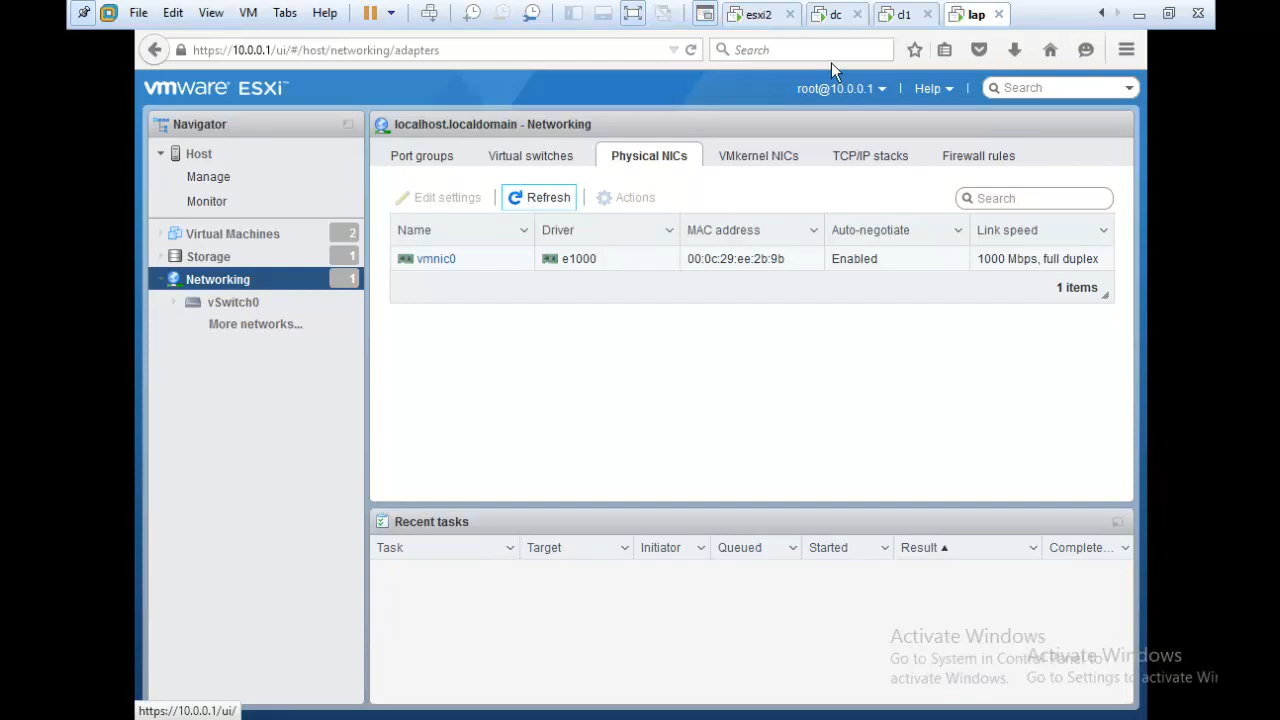 File Edit View VM Tabs Help esxi2 dc d1 lap
https://10.0.0.1/ui/#/host/networking/adapters Search
vmware ESXi™ root@10.0.0.1 | Help | Search
Navigator
Host
Manage
Monitor
Virtual Machines 2
Storage 1
Networking 1
vSwitch0
More networks...
localhost.localdomain - Networking
Port groups Virtual switches Physical NICs VMkernel NICs TCP/IP stacks Firewall rules
Edit settings | Refresh | Actions Search
Name Driver MAC address Auto-negotiate Link speed
vmnic0 e1000 00:0c:29:ee:2b:9b Enabled 1000 Mbps, full duplex
1 items
Recent tasks
Task Target Initiator Queued Started Result Complete...
Activate Windows
Go to System in Control Panel to
activate Windows.
Activate Windows
Go to Settings to activate Wi
https://10.0.0.1/ui/